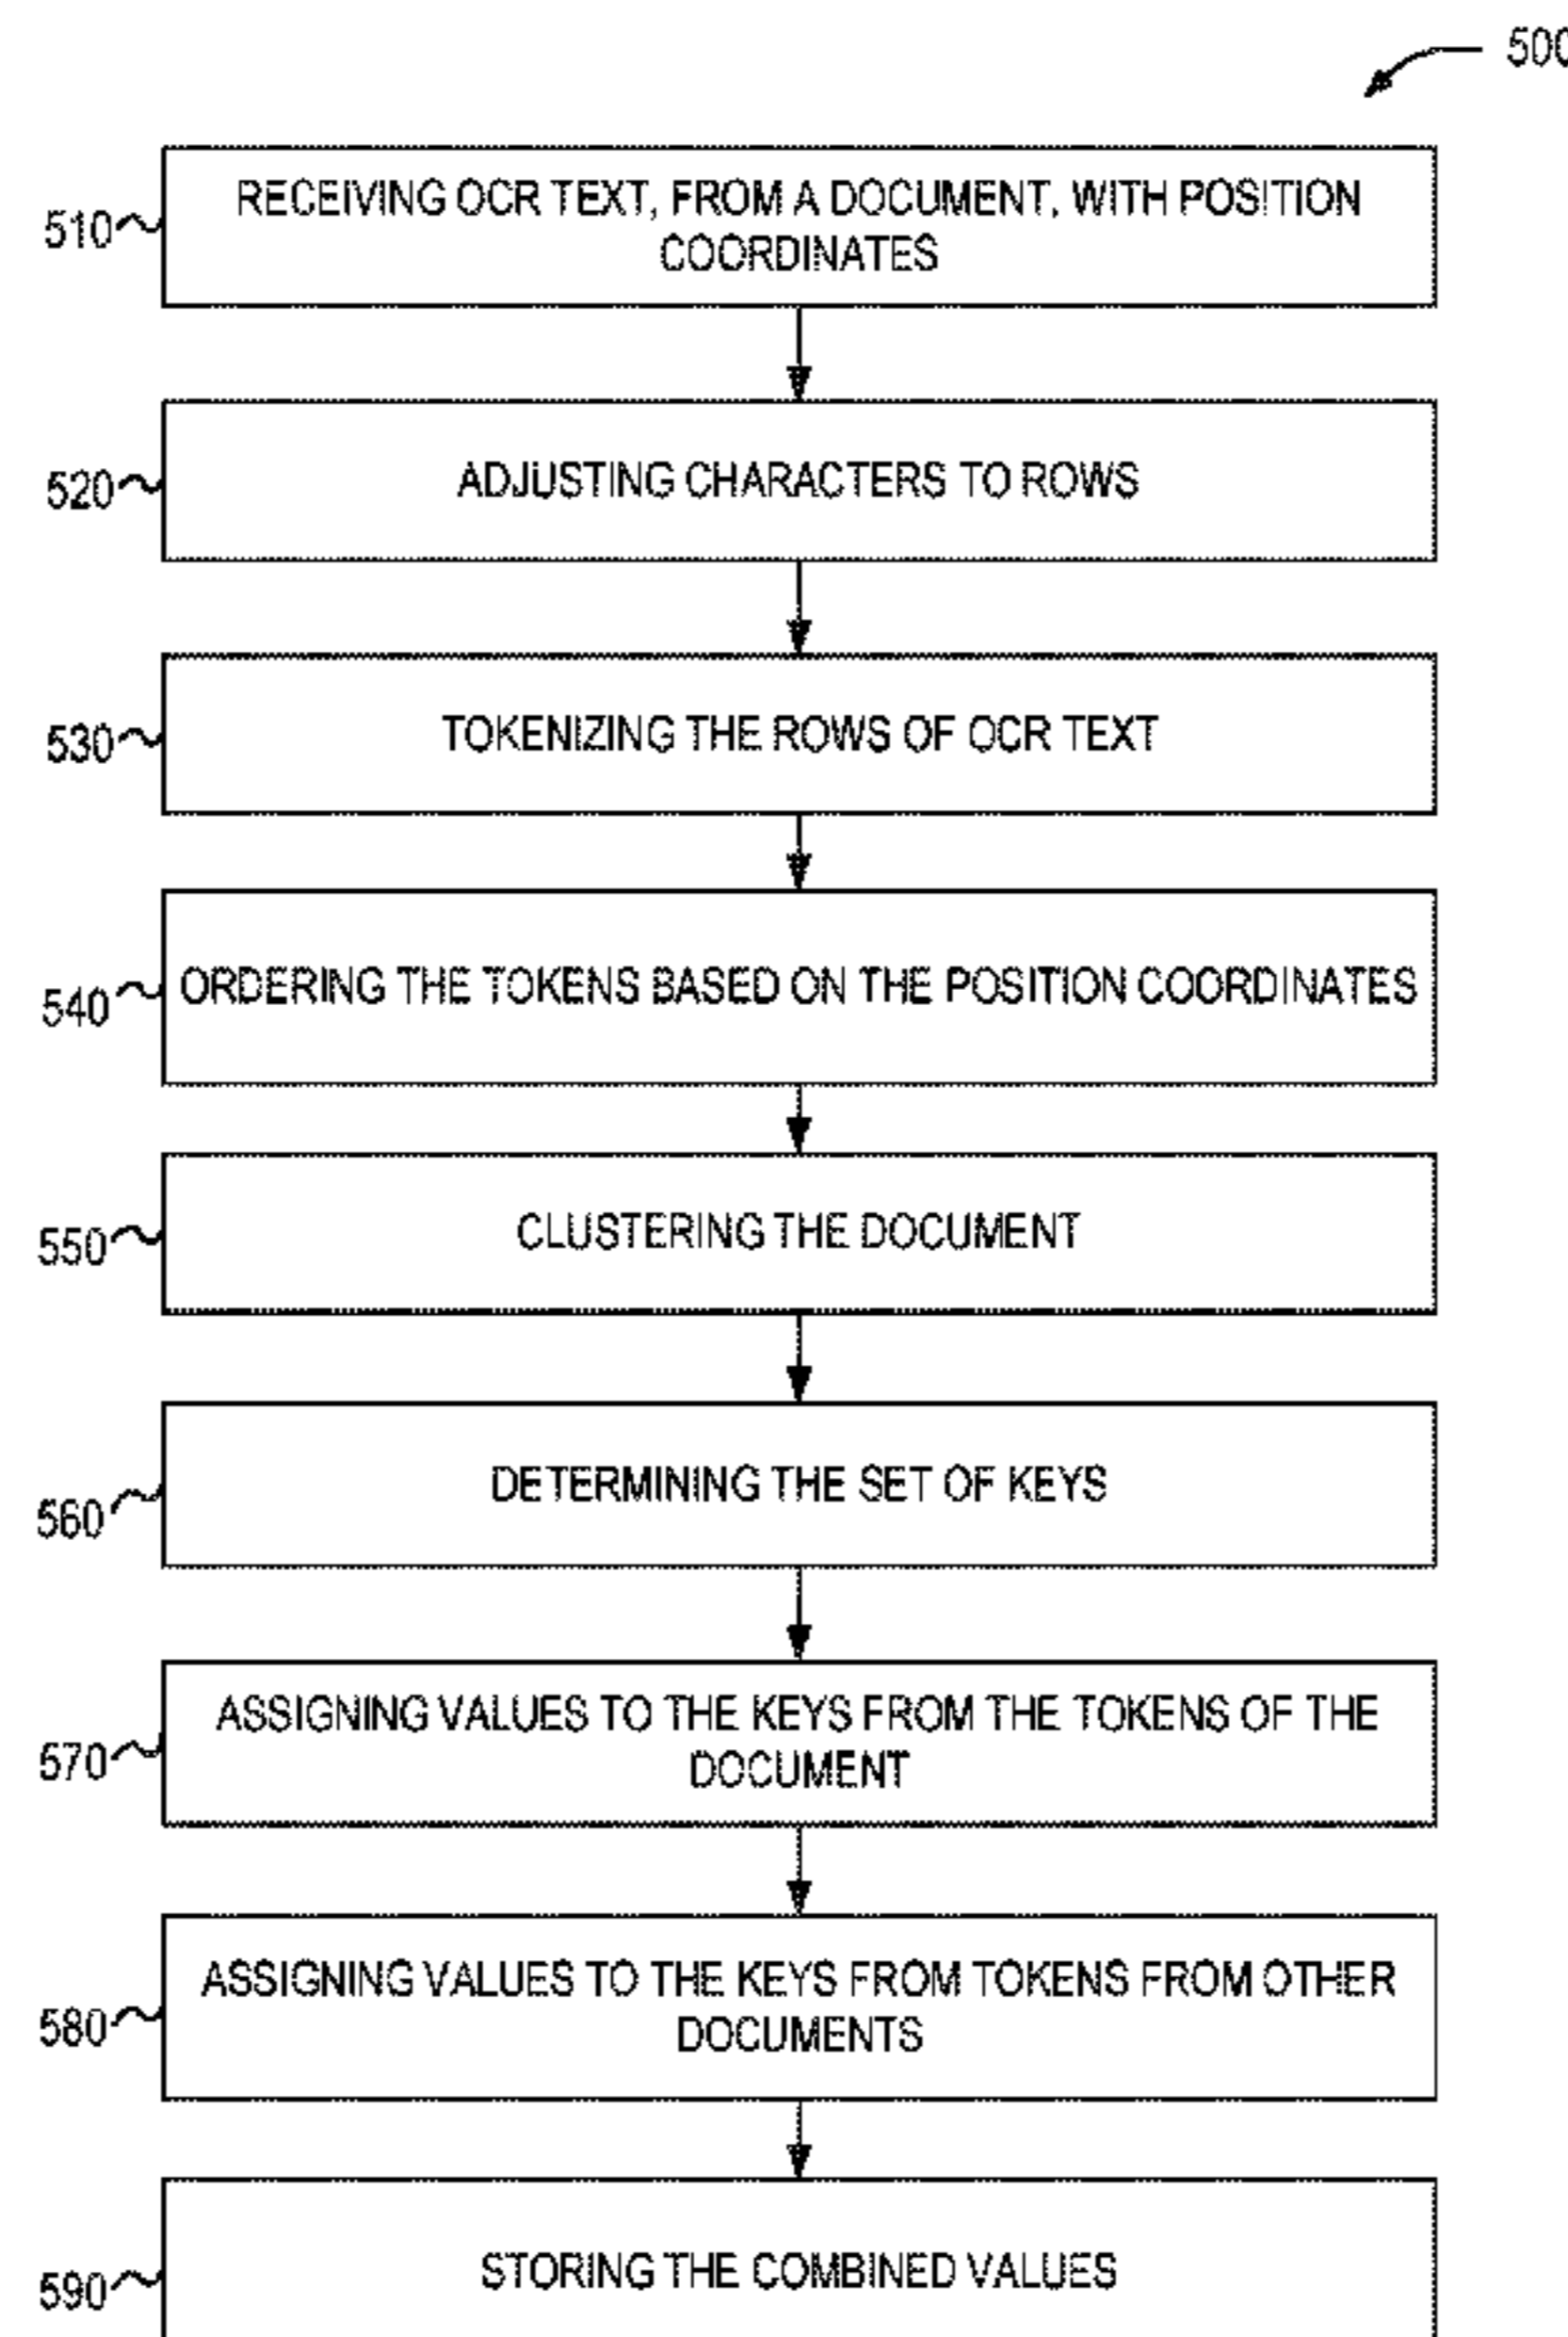 500
510
RECEIVING OCR TEXT, FROM A DOCUMENT, WITH POSITION
COORDINATES
520
ADJUSTING CHARACTERS TO ROWS
530
TOKENIZING THE ROWS OF OCR TEXT
540
ORDERING THE TOKENS BASED ON THE POSITION COORDINATES
550
CLUSTERING THE DOCUMENT
560
DETERMINING THE SET OF KEYS
570
ASSIGNING VALUES TO THE KEYS FROM THE TOKENS OF THE
DOCUMENT
580
ASSIGNING VALUES TO THE KEYS FROM TOKENS FROM OTHER
DOCUMENTS
590
STORING THE COMBINED VALUES